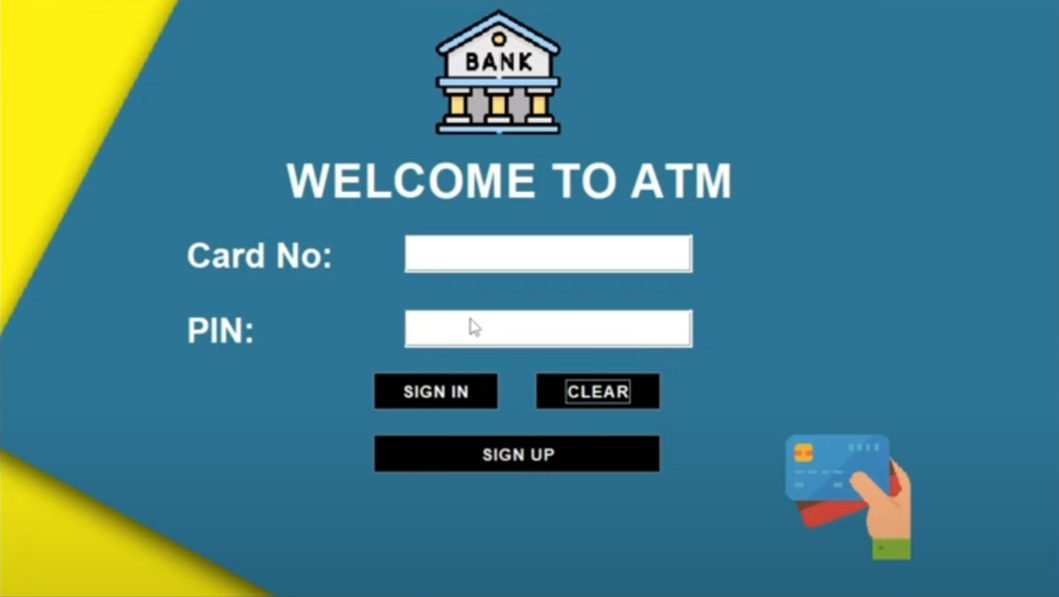 BANK
WELCOME TO ATM
Card No:
PIN:
SIGN IN CLEAR
SIGN UP